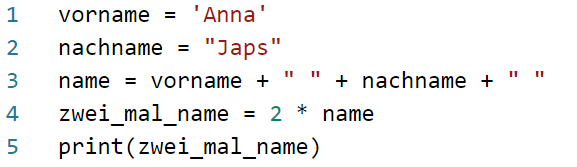 1 vorname = 'Anna'
2 nachname = "Japs"
3 name = vorname + " " + nachname + " "
4 zwei_mal_name = 2 * name
5 print(zwei_mal_name)